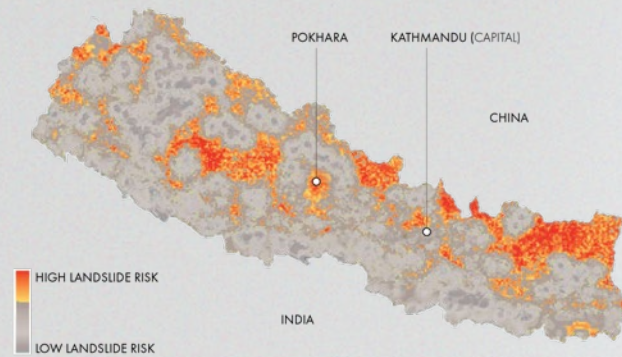 POKHARA
KATHMANDU (CAPITAL)
CHINA
HIGH LANDSLIDE RISK
INDIA
LOW LANDSLIDE RISK